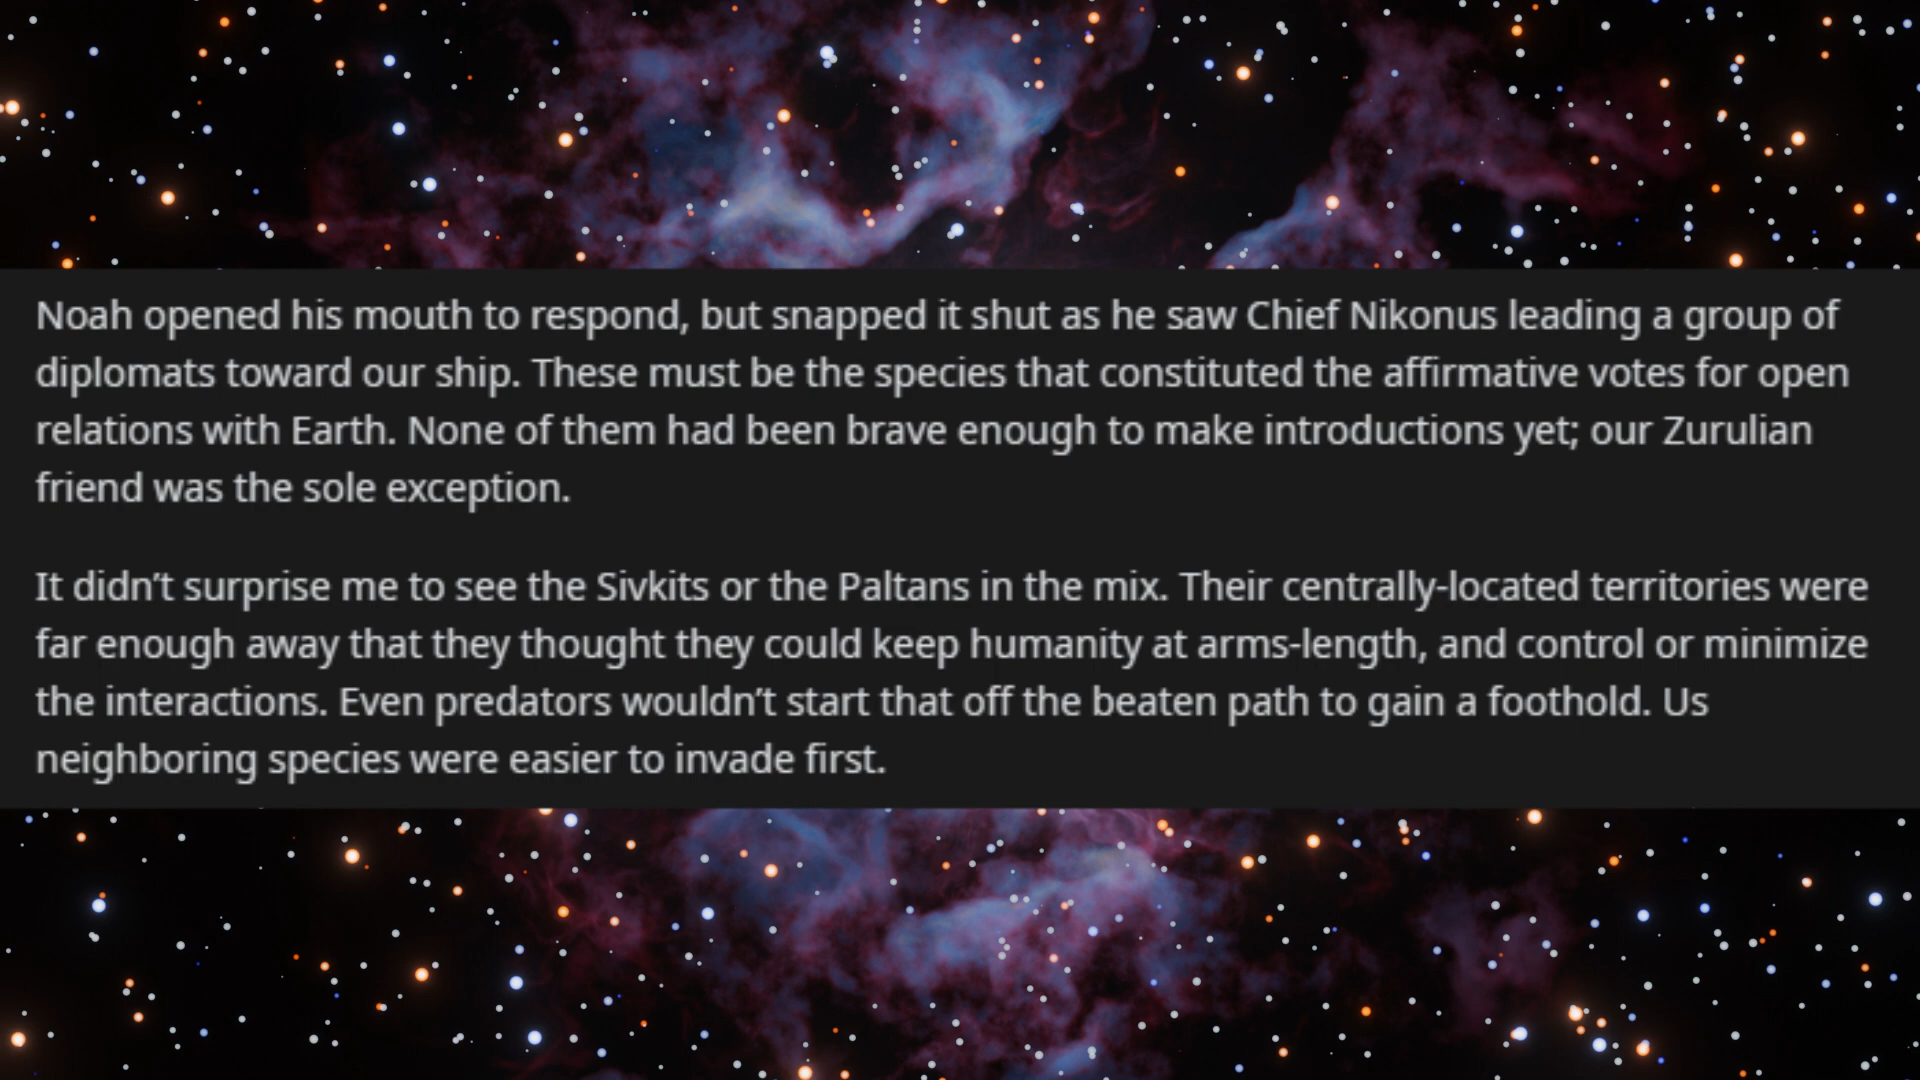 Noah opened his mouth to respond, but snapped it shut as he saw Chief Nikonus leading a group of
diplomats toward our ship. These must be the species that constituted the affirmative votes for open
relations with Earth. None of them had been brave enough to make introductions yet; our Zurulian
friend was the sole exception.
It didn’t surprise me to see the Sivkits or the Paltans in the mix. Their centrally-located territories were
far enough away that they thought they could keep humanity at arms-length, and control or minimize
the interactions. Even predators wouldn’t start that off the beaten path to gain a foothold. Us
neighboring species were easier to invade first.